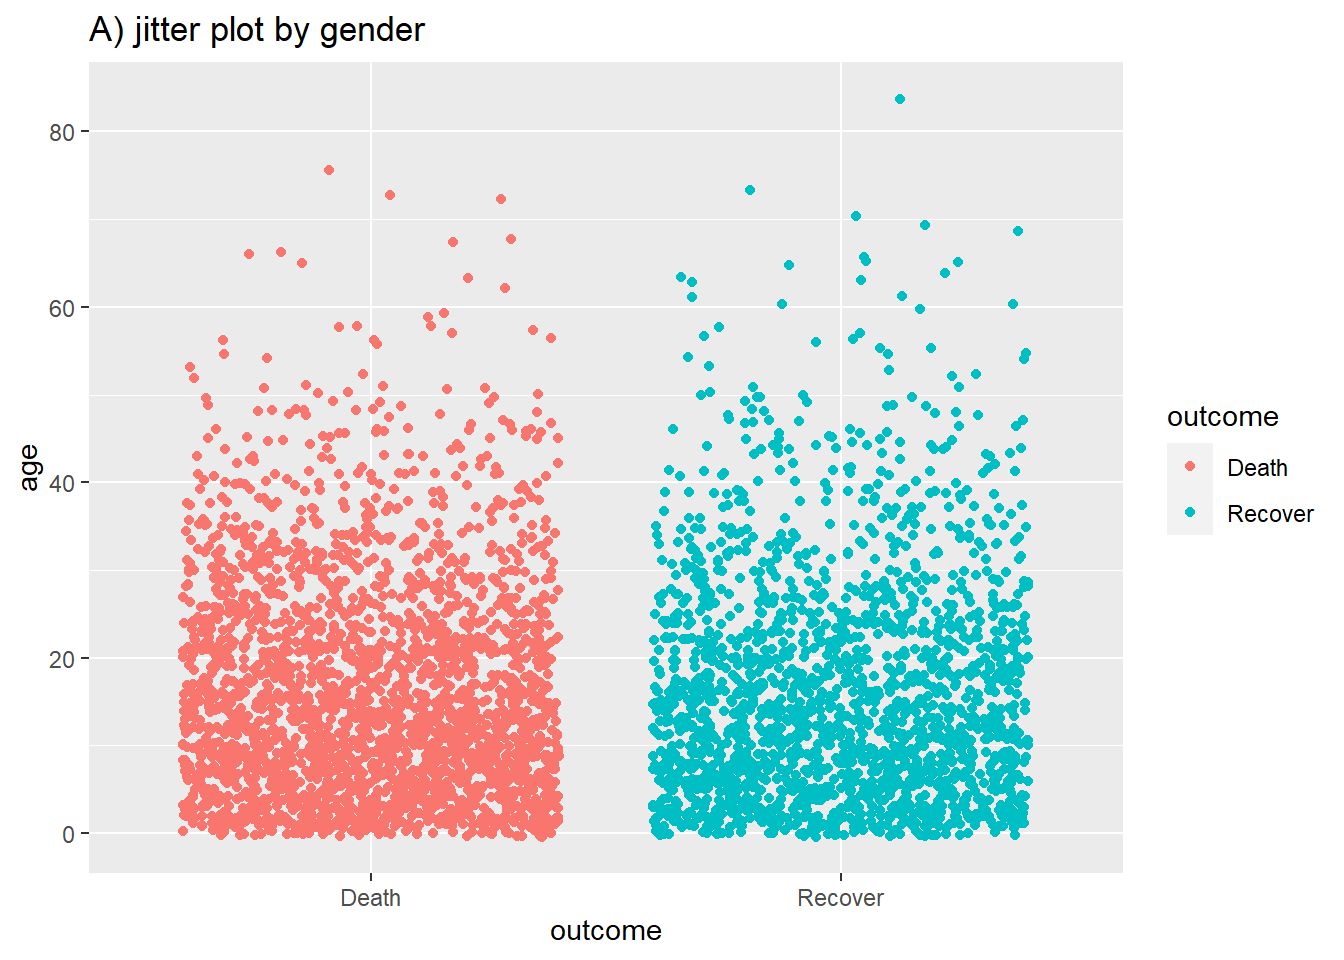 A) jitter plot by gender
80
60
40
20
0
age
Death
Recover
outcome
outcome
Death
Recover